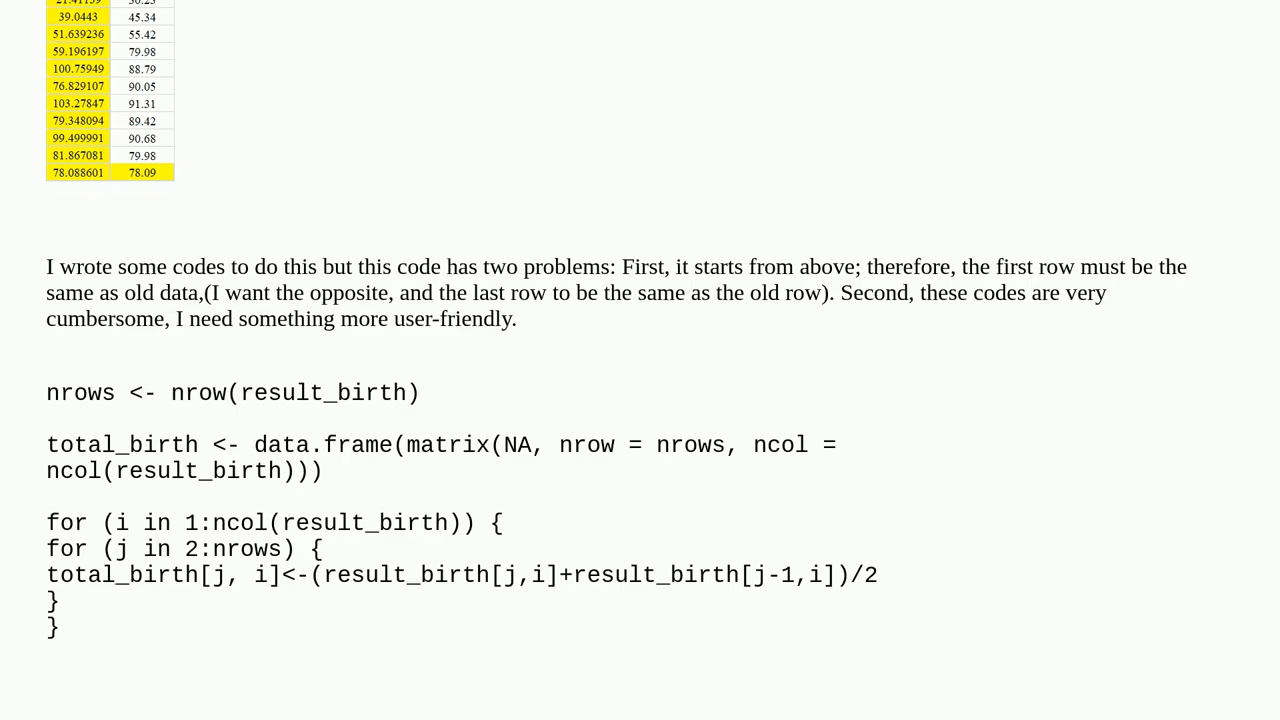 39.0443 45.34
51.639236 55.42
59.196197 79.98
100.75949 88.79
76.829107 90.05
103.27847 91.31
79.348094 89.42
99.499991 90.68
81.867081 79.98
78.088601 78.09
I wrote some codes to do this but this code has two problems: First, it starts from above; therefore, the first row must be the
same as old data,(I want the opposite, and the last row to be the same as the old row). Second, these codes are very
cumbersome, I need something more user-friendly.
nrows <- nrow(result_birth)
total_birth <- data.frame(matrix(NA, nrow = nrows, ncol =
ncol(result_birth)))
for (i in 1:ncol(result_birth)) {
for (j in 2:nrows) {
total_birth[j, i]<-(result_birth[j,i]+result_birth[j-1,i])/2
}
}